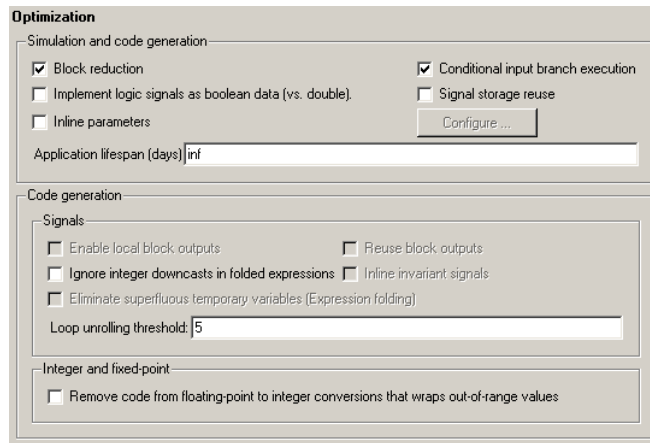 Optimization
Simulation and code generation
Block reduction
Conditional input branch execution
Implement logic signals as boolean data (vs. double).
Signal storage reuse
Inline parameters
Configure ...
Application lifespan (days) inf
Code generation
Signals
Enable local block outputs
Reuse block outputs
Ignore integer downcasts in folded expressions
Inline invariant signals
Eliminate superfluous temporary variables (Expression folding)
Loop unrolling threshold: 5
Integer and fixed-point
Remove code from floating-point to integer conversions that wraps out-of-range values